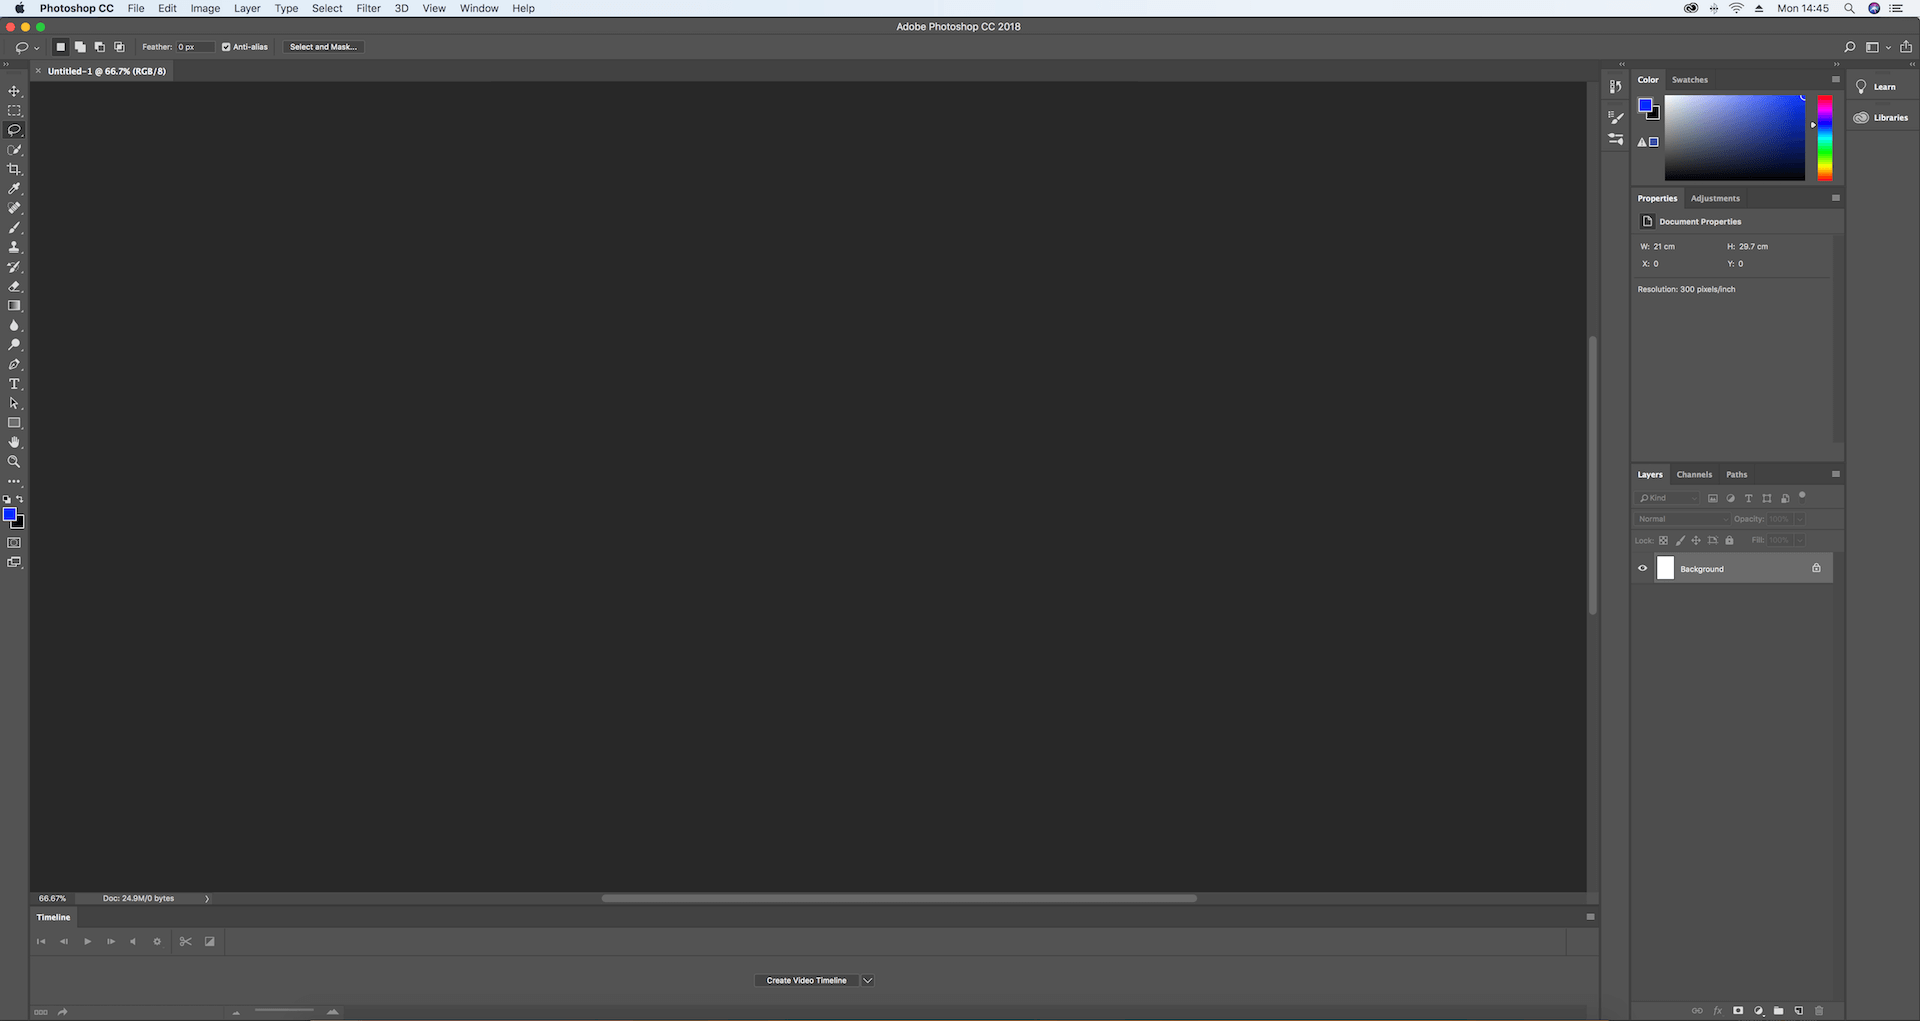 Photoshop CC File Edit Image Layer Type Select Filter 3D View Window Help Mon 14:45
Adobe Photoshop CC 2018
Feather: 0 px Anti-alias Select and Mask...
Untitled-1 @ 66.7% (RGB/8)
Color Swatches
Learn
Libraries
Properties Adjustments
Document Properties
W: 21 cm H: 29.7 cm
X: 0 Y: 0
Resolution: 300 pixels/inch
Layers Channels Paths
Kind
Normal Opacity: 100%
Lock: Fill: 100%
Background
66.67% Doc: 24.9M/0 bytes
Timeline
Create Video Timeline
fx